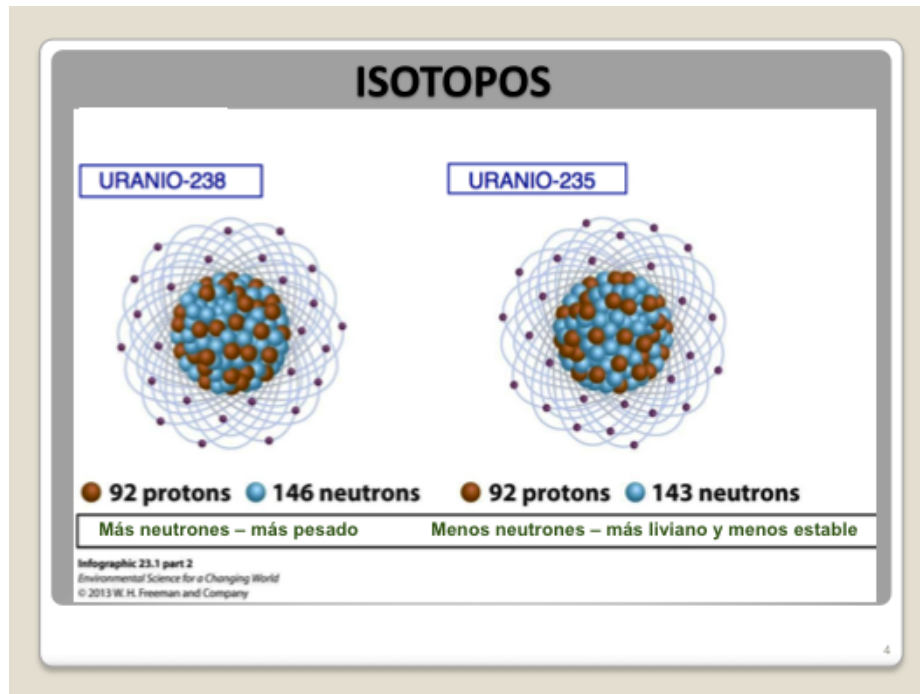 ISOTOPOS
URANIO-238
URANIO-235
92 protons 146 neutrons
92 protons 143 neutrons
Más neutrones – más pesado
Menos neutrones – más liviano y menos estable
Infographic 23.1 part 2
Environmental Science for a Changing World
© 2013 W. H. Freeman and Company
4